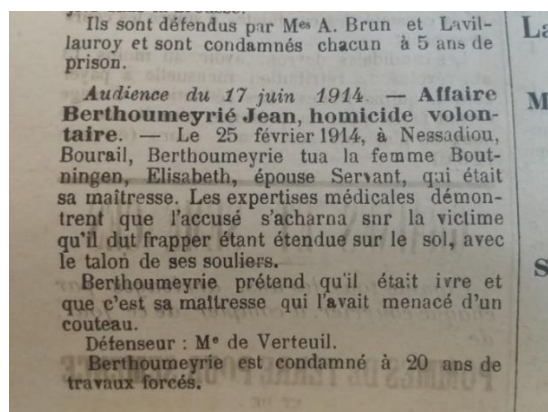 Ils sont défendus par Mes A. Brun et Lavil-
lauroy et sont condamnés chacun à 5 ans de
prison.
Audience du 17 juin 1914. — Affaire
Berthoumeyrié Jean, homicide volon-
taire. — Le 25 février 1914, à Nessadiou,
Bourail, Berthoumeyrie tua la femme Bout-
ningen, Elisabeth, épouse Servant, qui était
sa maîtresse. Les expertises médicales démon-
trent que l'accusé s'acharna snr la victime
qu'il dut frapper étant étendue sur le sol, avec
le talon de ses souliers.
Berthoumeyrie prétend qu'il était ivre et
que c'est sa maîtresse qui l'avait menacé d'un
couteau.
Défenseur : Me de Verteuil.
Berthoumeyrie est condamné à 20 ans de
travaux forcés.
La
M
S